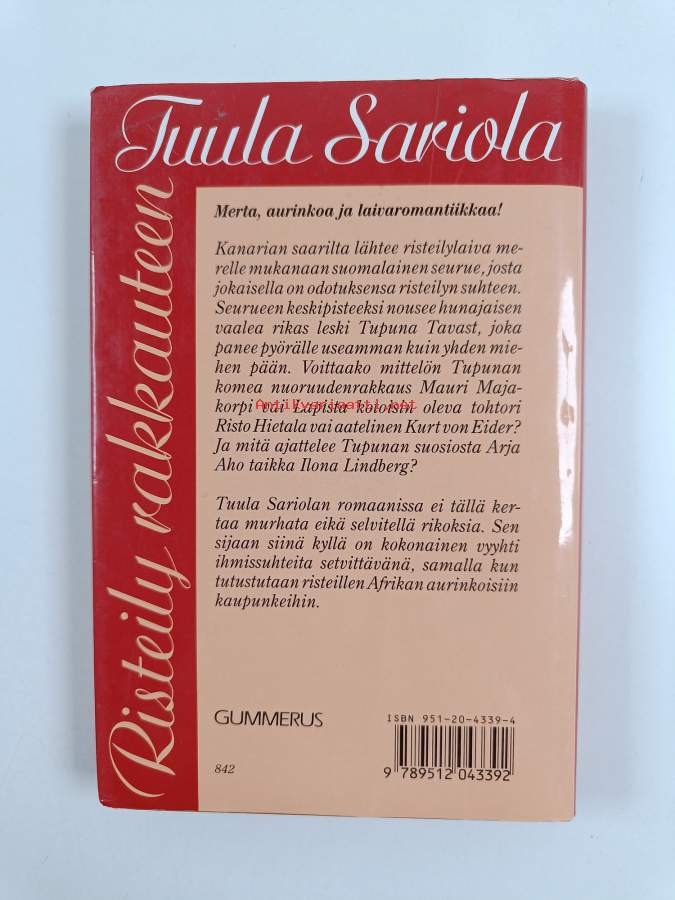 Tuula Sariola
Risteily rakkauteen
Merta, aurinkoa ja laivaromantiikkaa!
Kanarian saarilta lähtee risteilylaiva me-
relle mukanaan suomalainen seurue, josta
jokaisella on odotuksensa risteilyn suhteen.
Seurueen keskipisteeksi nousee hunajaisen
vaalea rikas leski Tupuna Tavast, joka
panee pyörälle useamman kuin yhden mie-
hen pään. Voittaako mittelön Tupunan
komea nuoruudenrakkaus Mauri Maja-
korpi vai Lapista kotoisin oleva tohtori
Antikvariaatti.net
Risto Hietala vai aatelinen Kurt von Eider?
Ja mitä ajattelee Tupunan suosiosta Arja
Aho taikka Ilona Lindberg?
Tuula Sariolan romaanissa ei tällä ker-
taa murhata eikä selvitellä rikoksia. Sen
sijaan siinä kyllä on kokonainen vyyhti
ihmissuhteita setvittävänä, samalla kun
tutustutaan risteillen Afrikan aurinkoisiin
kaupunkeihin.
GUMMERUS
842
ISBN 951-20-4339-4
9 789512 043392